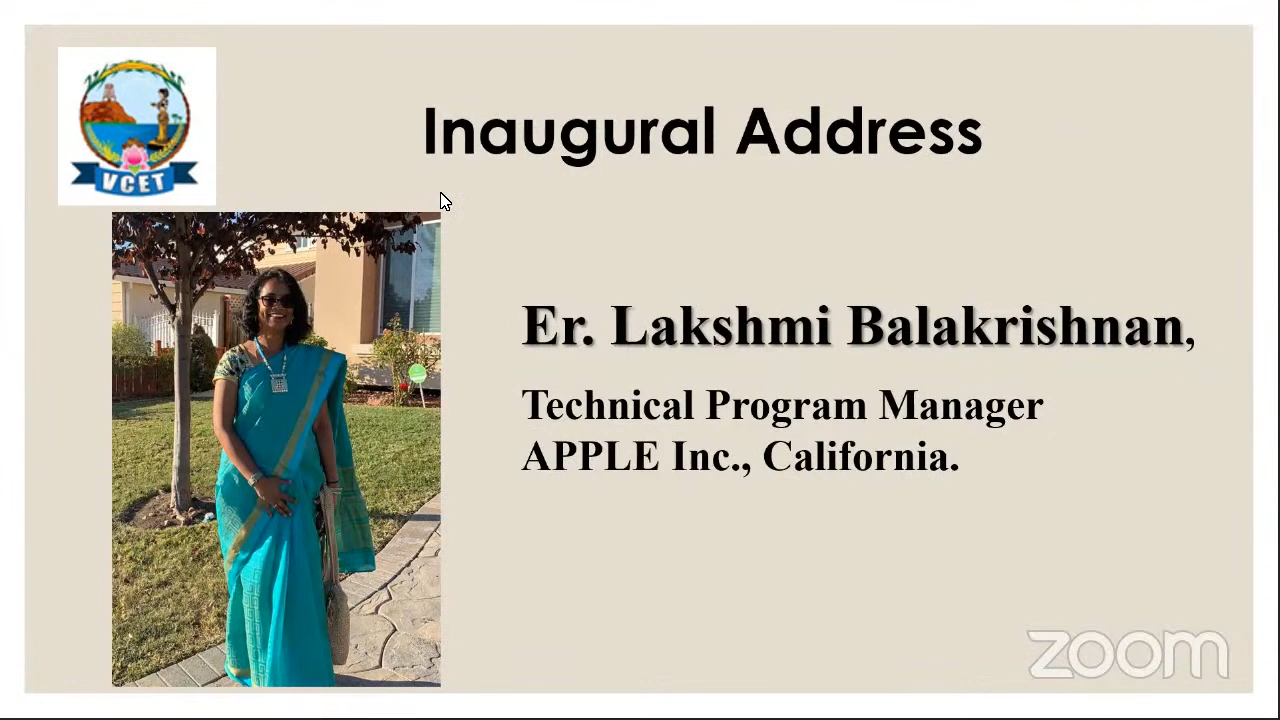 Inaugural Address
VCET
Er. Lakshmi Balakrishnan,
Technical Program Manager
APPLE Inc., California.
zoom